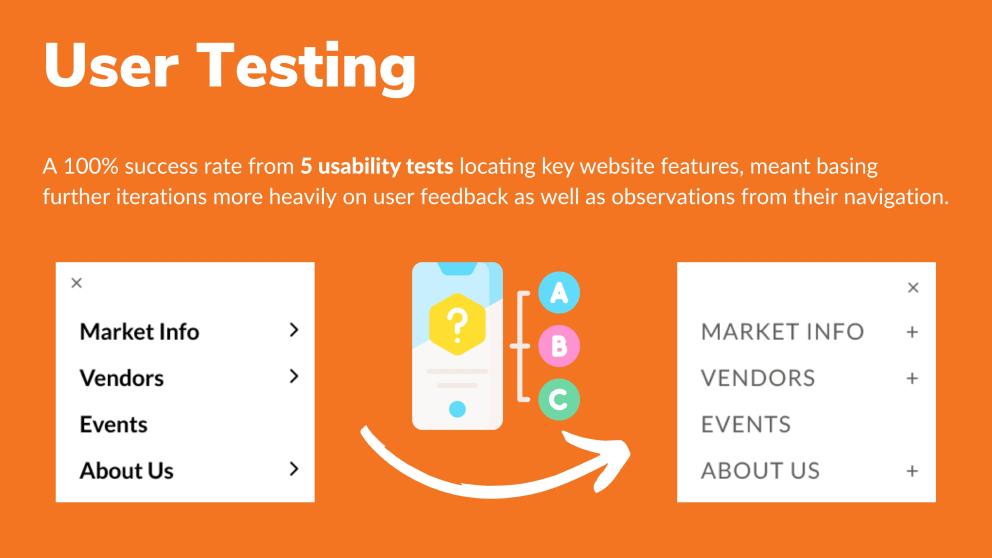 User Testing
A 100% success rate from 5 usability tests locating key website features, meant basing
further iterations more heavily on user feedback as well as observations from their navigation.
×
Market Info >
Vendors >
Events
About Us >
?
A
B
C
×
MARKET INFO +
VENDORS +
EVENTS
ABOUT US +